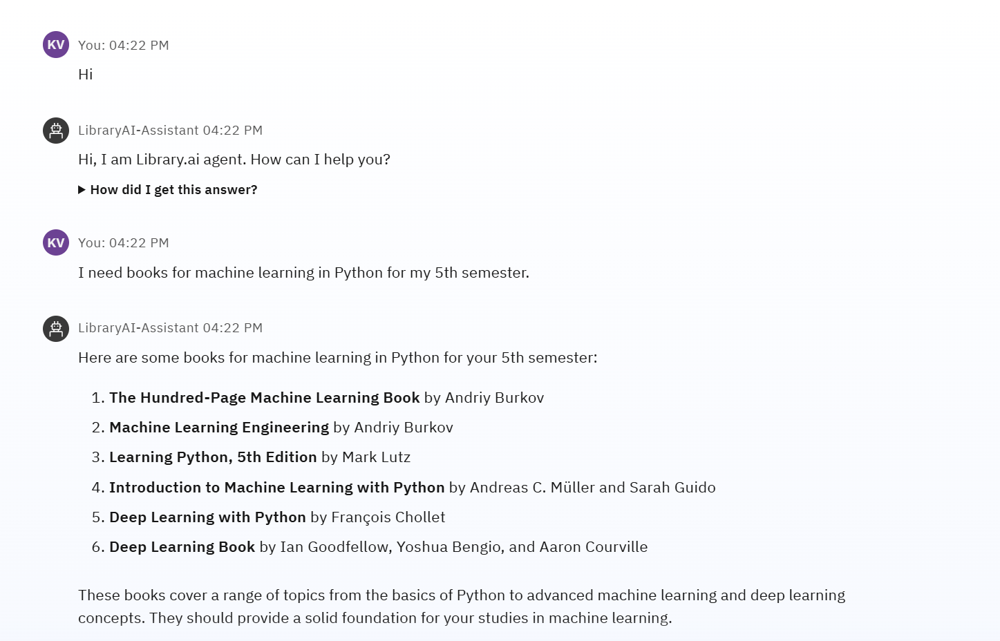 KV You: 04:22 PM
Hi
LibraryAI-Assistant 04:22 PM
Hi, I am Library.ai agent. How can I help you?
▶ How did I get this answer?
KV You: 04:22 PM
I need books for machine learning in Python for my 5th semester.
LibraryAI-Assistant 04:22 PM
Here are some books for machine learning in Python for your 5th semester:
1. The Hundred-Page Machine Learning Book by Andriy Burkov
2. Machine Learning Engineering by Andriy Burkov
3. Learning Python, 5th Edition by Mark Lutz
4. Introduction to Machine Learning with Python by Andreas C. Müller and Sarah Guido
5. Deep Learning with Python by François Chollet
6. Deep Learning Book by Ian Goodfellow, Yoshua Bengio, and Aaron Courville
These books cover a range of topics from the basics of Python to advanced machine learning and deep learning
concepts. They should provide a solid foundation for your studies in machine learning.